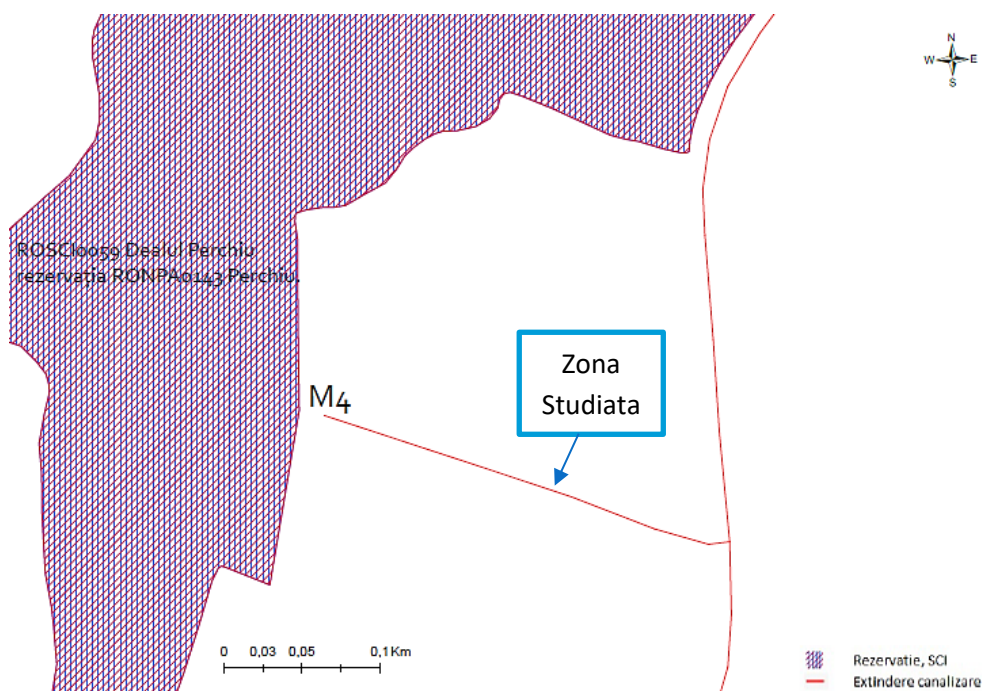 N
W E
S
ROSCI0059 Dealul Perchiu
rezervația RONPA0143 Perchiu.
Zona
Studiata
M4
0 0,03 0,05 0,1 Km
Rezervatie, SCI
Extindere canalizare